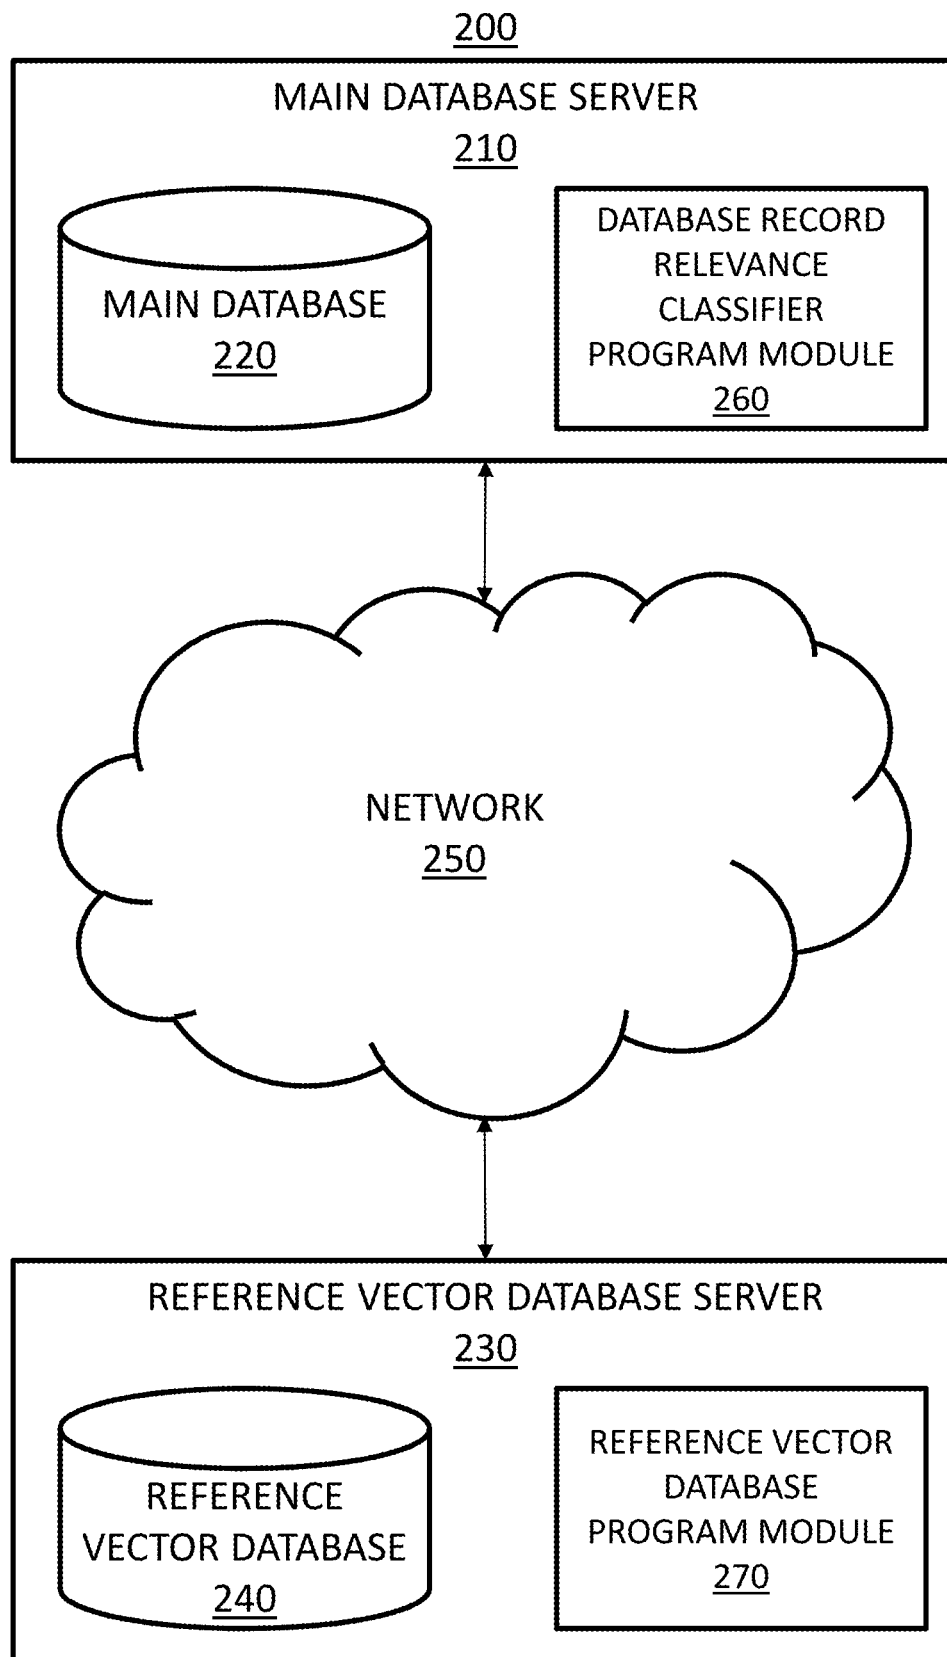 200
MAIN DATABASE SERVER
210
MAIN DATABASE
220
DATABASE RECORD
RELEVANCE
CLASSIFIER
PROGRAM MODULE
260
NETWORK
250
REFERENCE VECTOR DATABASE SERVER
230
REFERENCE
VECTOR DATABASE
240
REFERENCE VECTOR
DATABASE
PROGRAM MODULE
270